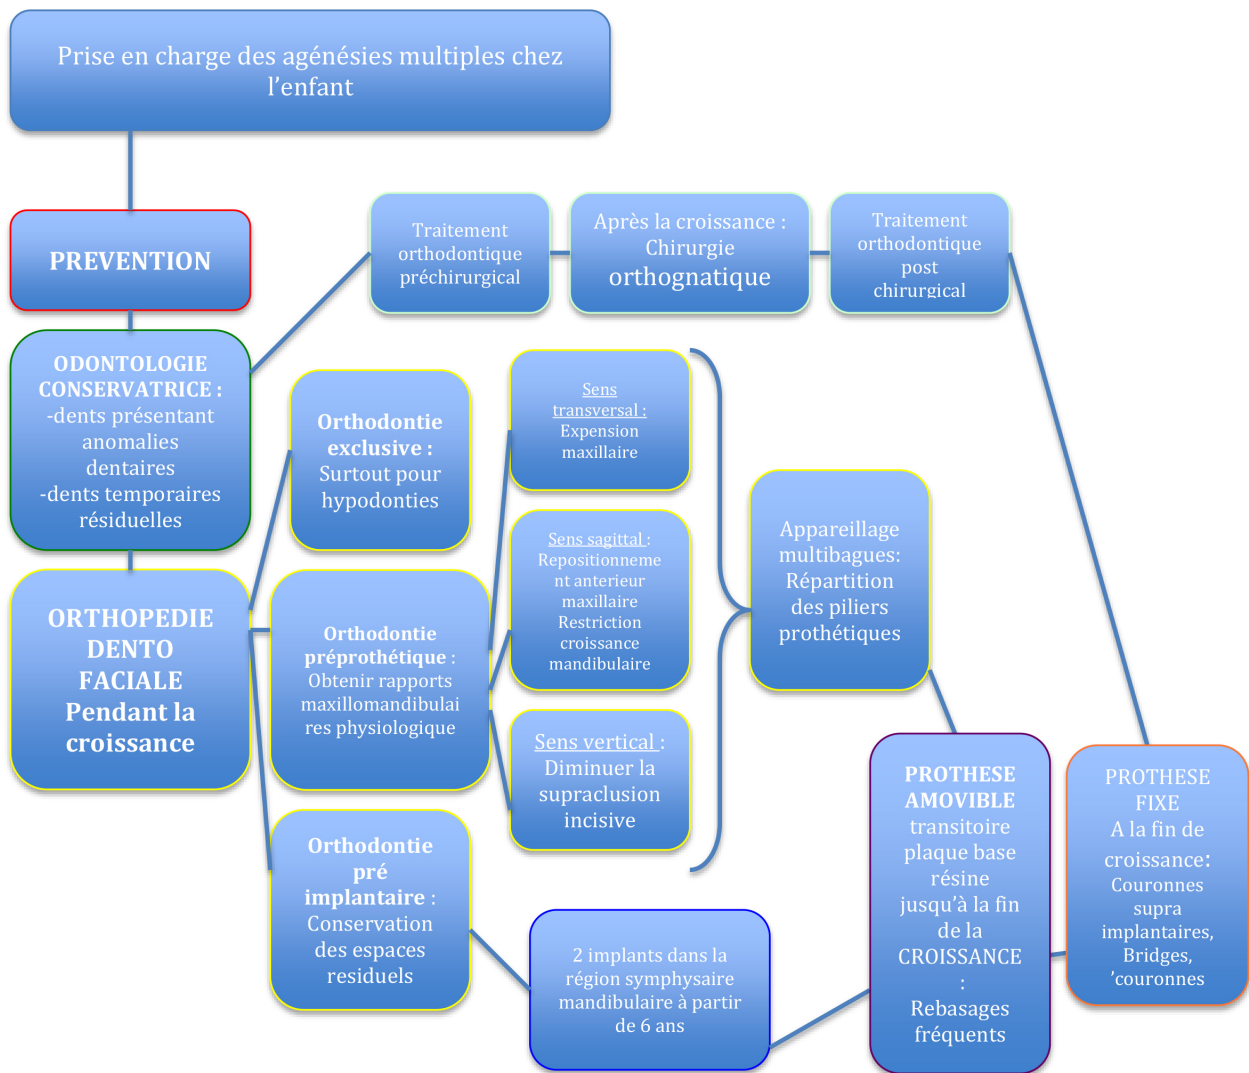 Prise en charge des agénésies multiples chez
l'enfant
PREVENTION
Traitement
orthodontique
préchirurgical
Après la croissance :
Chirurgie
orthognatique
Traitement
orthodontique
post
chirurgical
ODONTOLOGIE
CONSERVATRICE :
-dents présentant
anomalies
dentaires
-dents temporaires
résiduelles
Orthodontie
exclusive :
Surtout pour
hypodonties
Sens
transversal :
Expension
maxillaire
ORTHOPEDIE
DENTO
FACIALE
Pendant la
croissance
Orthodontie
préprothétique :
Obtenir rapports
maxillomandibulai
res physiologique
Sens sagittal :
Repositionneme
nt anterieur
maxillaire
Restriction
croissance
mandibulaire
Appareillage
multibagues:
Répartition
des piliers
prothétiques
Sens vertical :
Diminuer la
supraclusion
incisive
Orthodontie
pré
implantaire :
Conservation
des espaces
residuels
2 implants dans la
région symphysaire
mandibulaire à partir
de 6 ans
PROTHESE
AMOVIBLE
transitoire
plaque base
résine
jusqu'à la fin
de la
CROISSANCE
:
Rebasages
fréquents
PROTHESE
FIXE
A la fin de
croissance:
Couronnes
supra
implantaires,
Bridges,
'couronnes